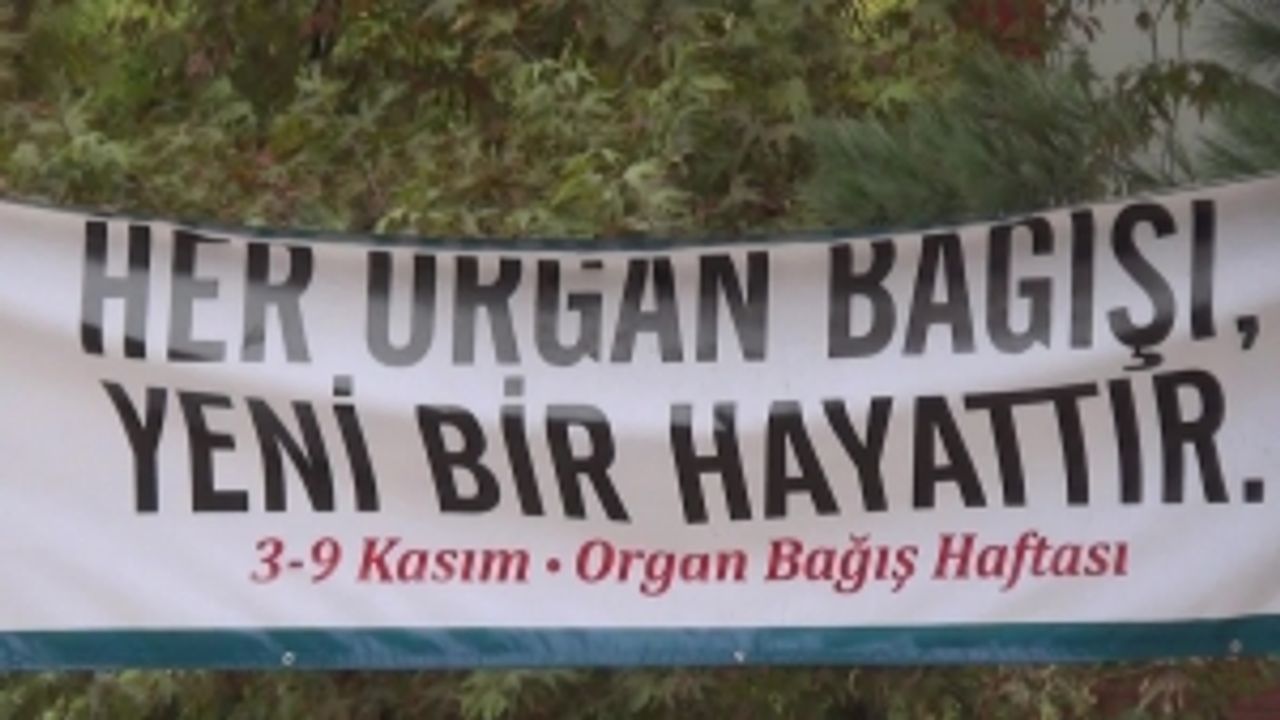 HER ORGAN BAĞIŞI,
YENİ BİR HAYATTIR.
3-9 Kasım • Organ Bağış Haftası